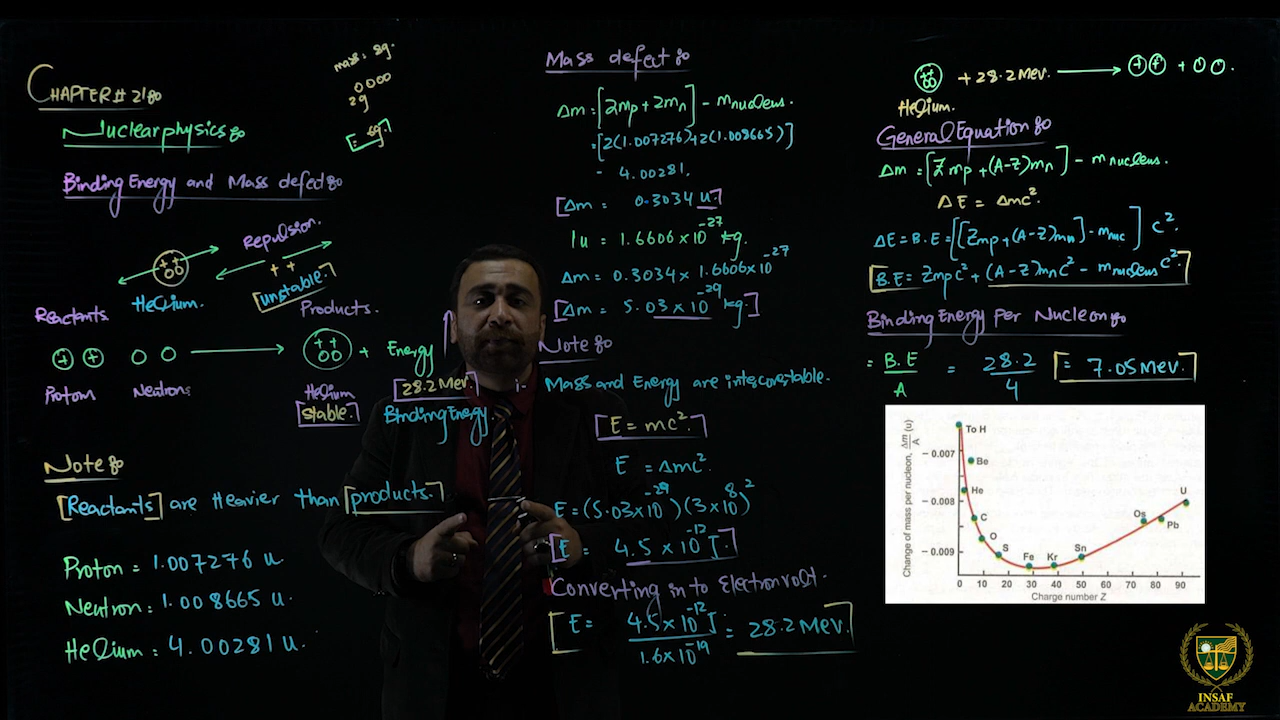 CHAPTER # 21:
Nuclear physics:
mass: 8g.
0000
2g
= 6g.
Binding Energy and Mass defect:
Repulsion.
++
oo
Helium.
++
unstable.
Reactants
Products.
+ + O O → ++ oo + Energy
Proton Neutrons Helium 28.2 Mev.
stable. Binding Energy.
Note:
Reactants are Heavier than products.
Proton = 1.007276 u.
Neutron: 1.008665 u.
Helium: 4.00281 u.
Mass defect:
Δm = [2mp + 2mn] - mnucleus.
=[2(1.007276)+2(1.008665)]
- 4.00281.
[Δm = 0.3034 u.]
1u = 1.6606 x 10^-27 kg.
Δm = 0.3034 x 1.6606 x 10^-27
[Δm = 5.03 x 10^-29 kg.]
Note:
i- Mass and Energy are
E = mc².
E = Δmc².
E = (5.03 x 10^-29)(3 x 10^8)²
E = 4.5 x 10^-12 J.
Converting in to Electronvolt.
E = 4.5 x 10^-12 J / 1.6 x 10^-19 = 28.2 MeV.
++ oo + 28.2 Mev. → + + + O O.
Helium.
General Equation:
Δm = [Zmp + (A-Z)mn] - mnucleus.
ΔE = Δmc².
ΔE = B.E = [[Zmp + (A-Z)mn] - mnuc] c².
B.E = Zmpc² + (A-Z)mnc² - mnucleus c².
Binding Energy Per Nucleon:
= B.E / A = 28.2 / 4 = 7.05 MeV.
Change of mass per nucleon, Δm/A (u)
To H
- 0.007
Be
He
- 0.008
U
Os
Pb
C
O
S
Sn
- 0.009
Fe
Kr
0 10 20 30 40 50 60 70 80 90
Charge number Z
INSAF
ACADEMY